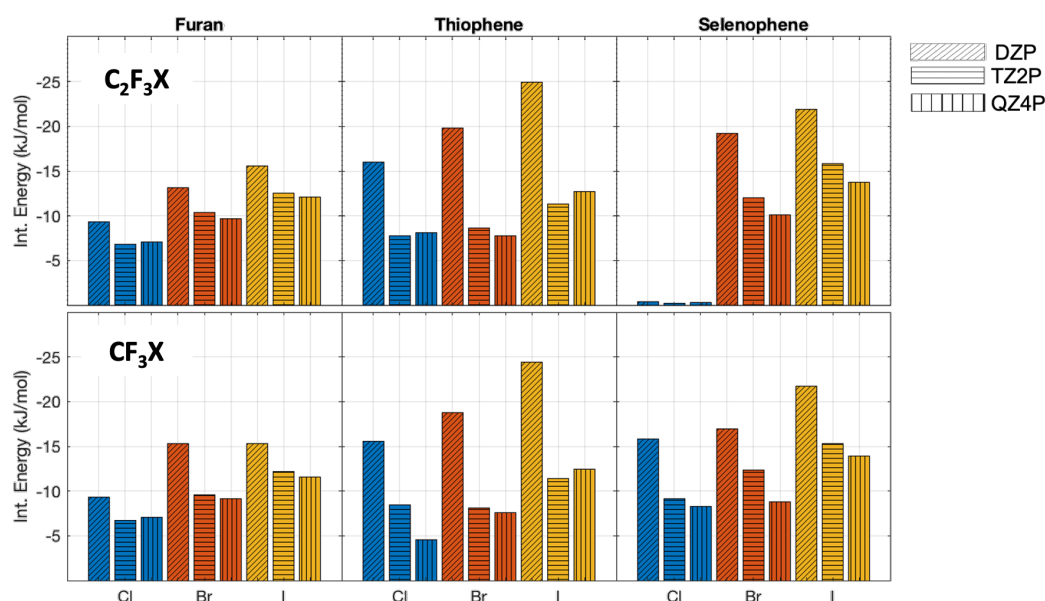 Furan Thiophene Selenophene
DZP
TZ2P
QZ4P
C₂F₃X
Int. Energy (kJ/mol)
-25
-20
-15
-10
-5
CF₃X
Int. Energy (kJ/mol)
-25
-20
-15
-10
-5
Cl Br I Cl Br I Cl Br I